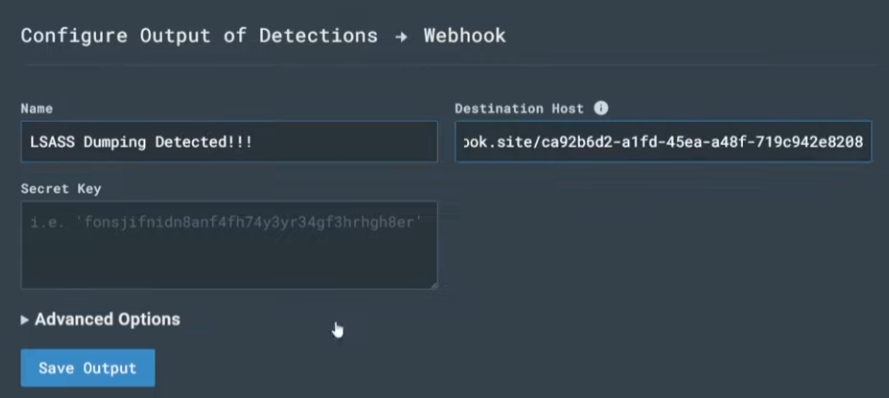 Configure Output of Detections → Webhook
Name
Destination Host
LSASS Dumping Detected!!!
ook.site/ca92b6d2-a1fd-45ea-a48f-719c942e8208
Secret Key
i.e. 'fonsjifnidn8anf4fh74y3yr34gf3hrhgh8er'
Advanced Options
Save Output